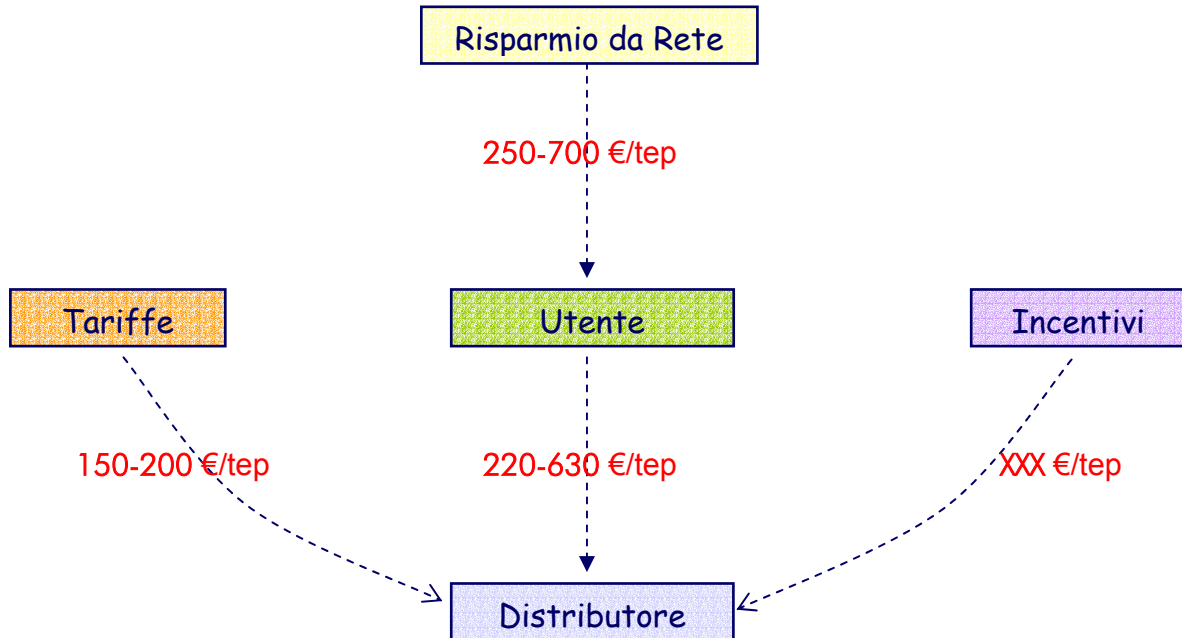 Risparmio da Rete
250-700 €/tep
Tariffe
Utente
Incentivi
150-200 €/tep
220-630 €/tep
XXX €/tep
Distributore